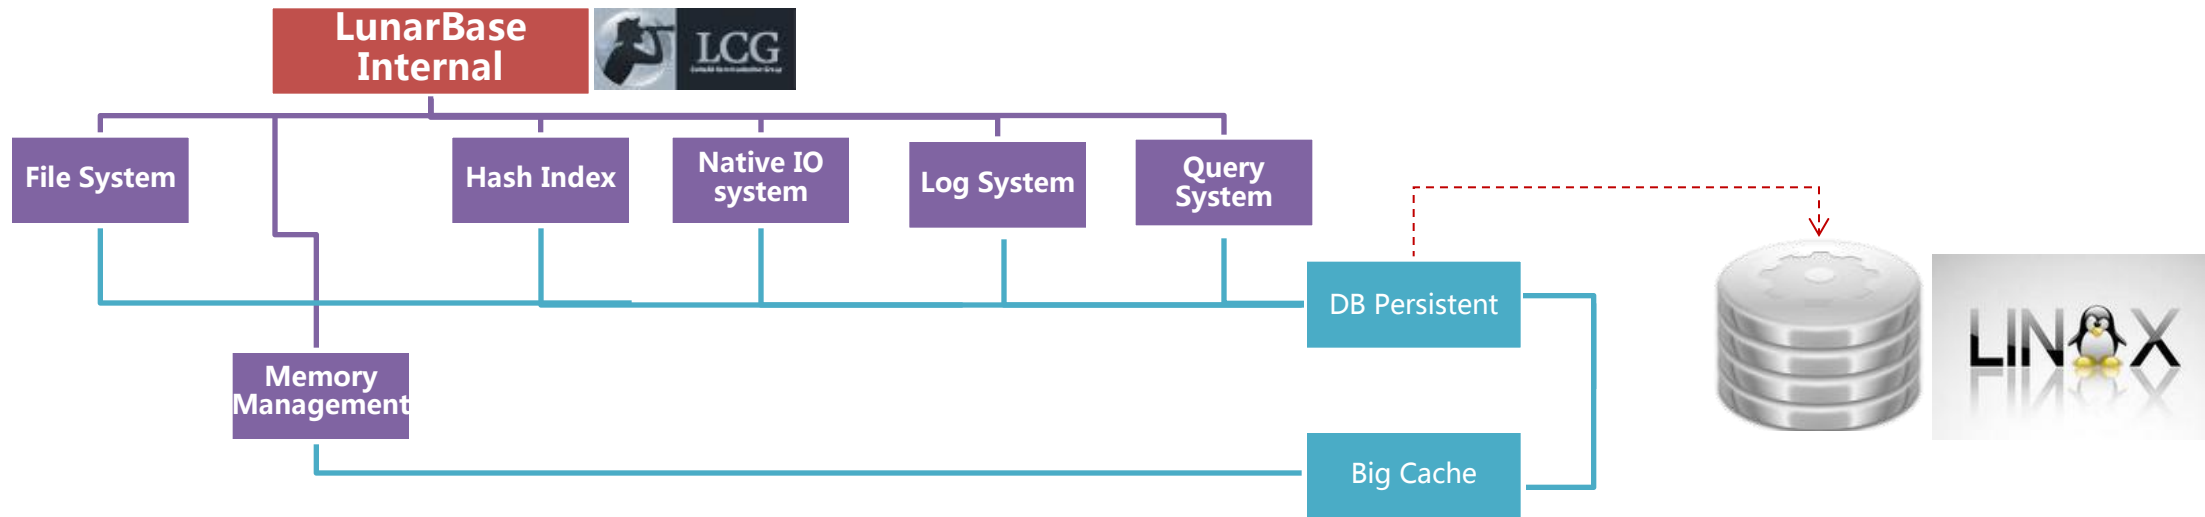 LunarBase
Internal
LCG
File System
Hash Index
Native IO
system
Log System
Query
System
DB Persistent
LINUX
Memory
Management
Big Cache